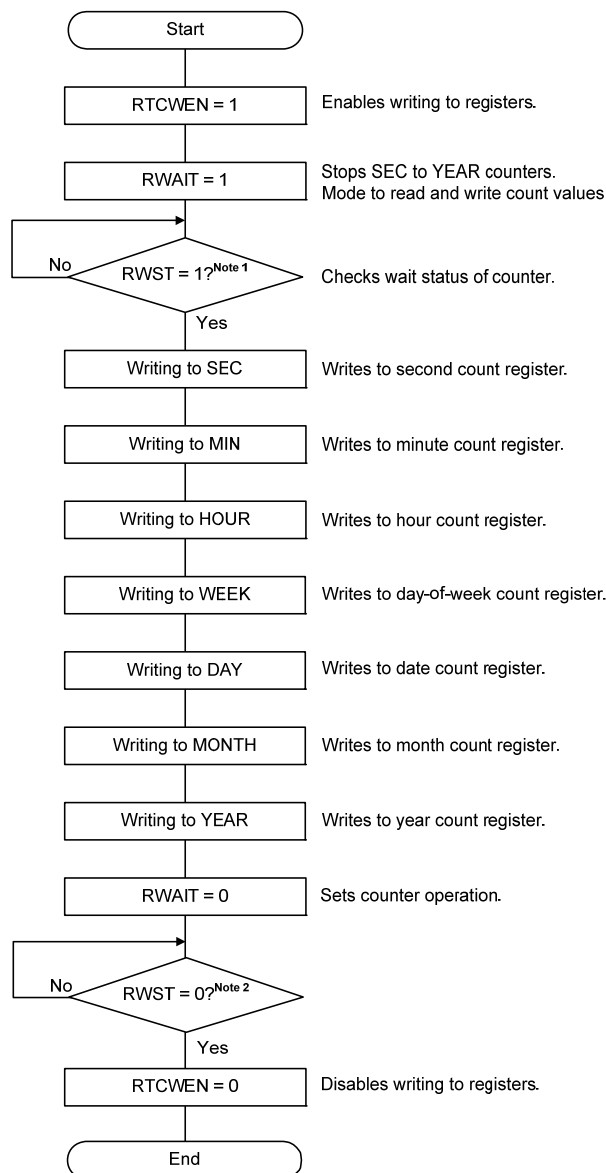 Start
RTCWEN = 1
Enables writing to registers.
RWAIT = 1
Stops SEC to YEAR counters.
Mode to read and write count values
No
RWST = 1?Note 1
Checks wait status of counter.
Yes
Writing to SEC
Writes to second count register.
Writing to MIN
Writes to minute count register.
Writing to HOUR
Writes to hour count register.
Writing to WEEK
Writes to day-of-week count register.
Writing to DAY
Writes to date count register.
Writing to MONTH
Writes to month count register.
Writing to YEAR
Writes to year count register.
RWAIT = 0
Sets counter operation.
No
RWST = 0?Note 2
Yes
RTCWEN = 0
Disables writing to registers.
End